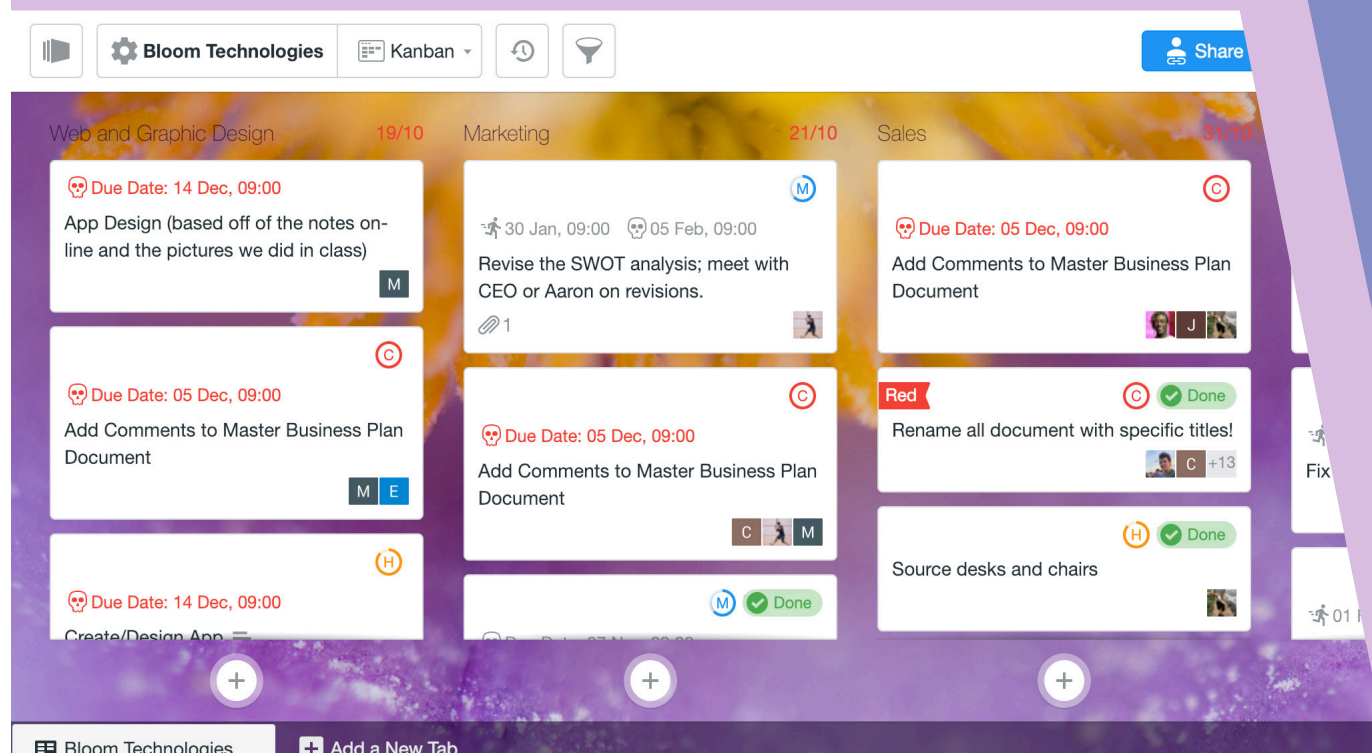 Bloom Technologies
Kanban
Share
Web and Graphic Design 19/10
Due Date: 14 Dec, 09:00
App Design (based off of the notes on-
line and the pictures we did in class)
M
C
Due Date: 05 Dec, 09:00
Add Comments to Master Business Plan
Document
M E
H
Due Date: 14 Dec, 09:00
Create/Design App
Marketing 21/10
M
30 Jan, 09:00 05 Feb, 09:00
Revise the SWOT analysis; meet with
CEO or Aaron on revisions.
1
C
Due Date: 05 Dec, 09:00
Add Comments to Master Business Plan
Document
C M
M Done
Sales 31/10
C
Due Date: 05 Dec, 09:00
Add Comments to Master Business Plan
Document
J
Red C Done
Rename all document with specific titles!
C +13
H Done
Source desks and chairs
Fix
01
Bloom Technologies
Add a New Tab